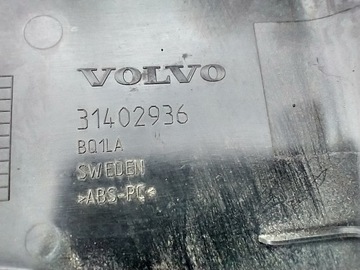 VOLVO
31402936
BQ1LA
SWEDEN
>ABS-PC<